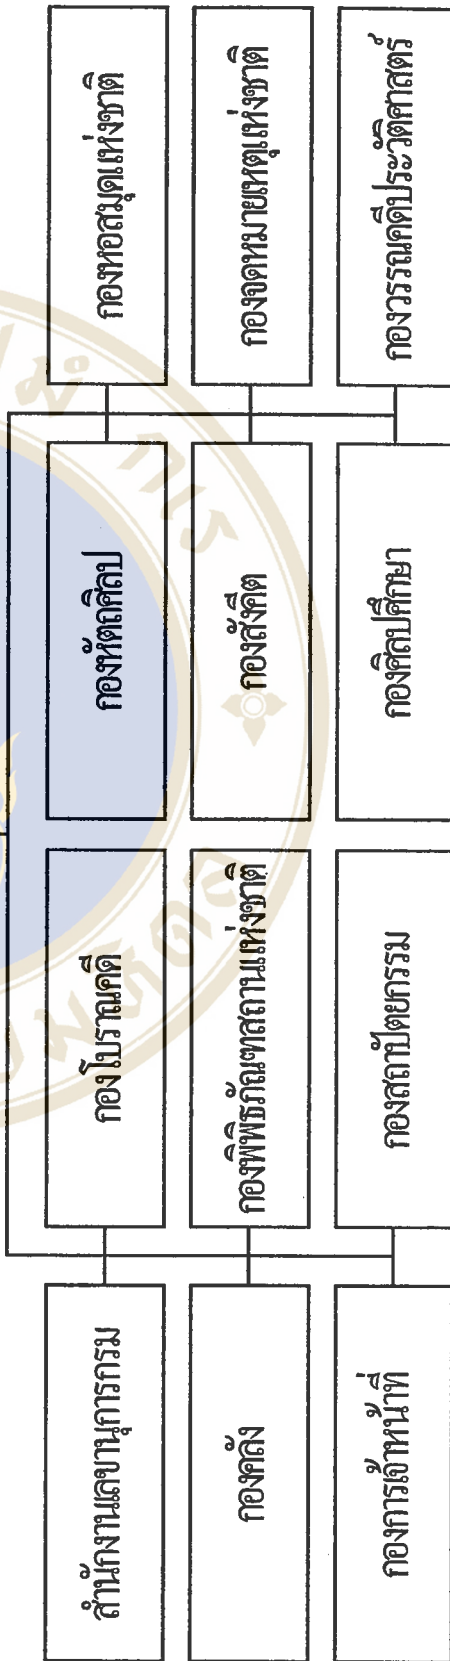 สำนักงานเลขานุการกรม
กองโบราณคดี
กองหัตถศิลป
กองหอสมุดแห่งชาติ
กองคลัง
กองพิพิธภัณฑสถานแห่งชาติ
กองสังคีต
กองจดหมายเหตุแห่งชาติ
กองการเจ้าหน้าที่
กองสถาปัตยกรรม
กองศิลปศึกษา
กองวรรณคดีประวัติศาสตร์